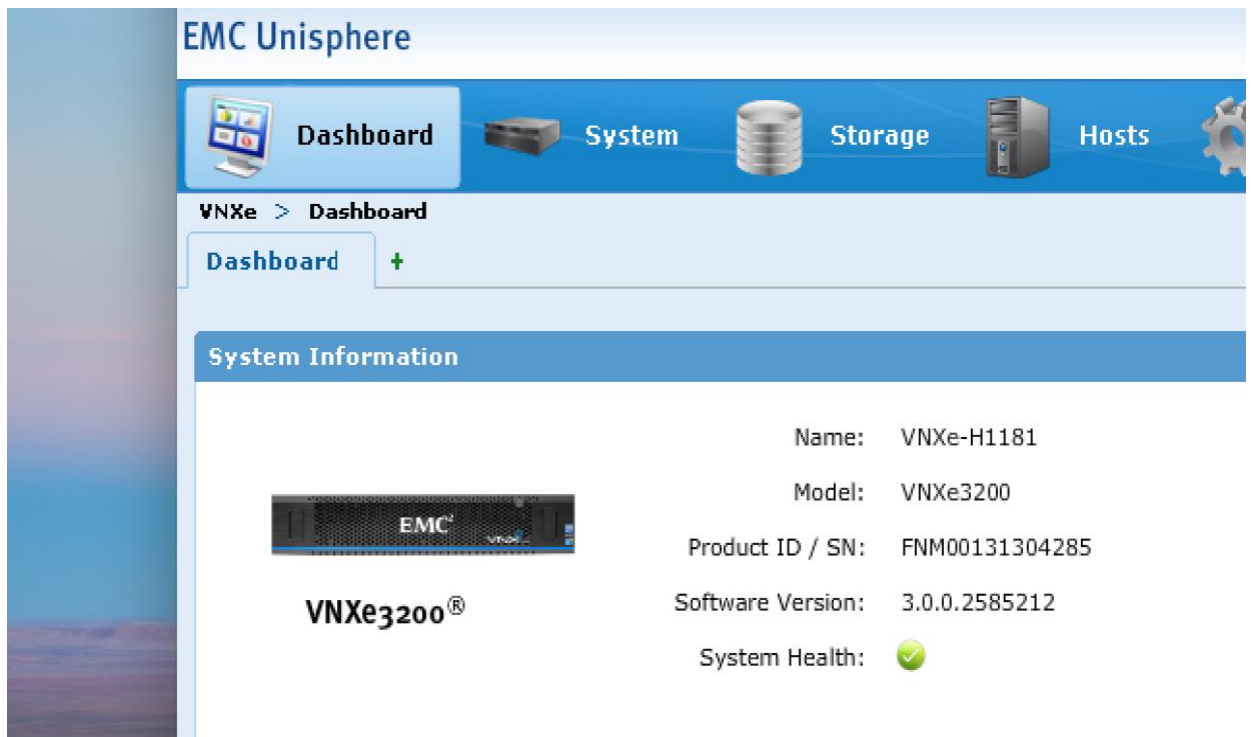 EMC Unisphere
Dashboard System Storage Hosts
VNXe > Dashboard
Dashboard +
System Information
Name: VNXe-H1181
Model: VNXe3200
EMC²
Product ID / SN: FNM00131304285
Software Version: 3.0.0.2585212
VNXe3200®
System Health: